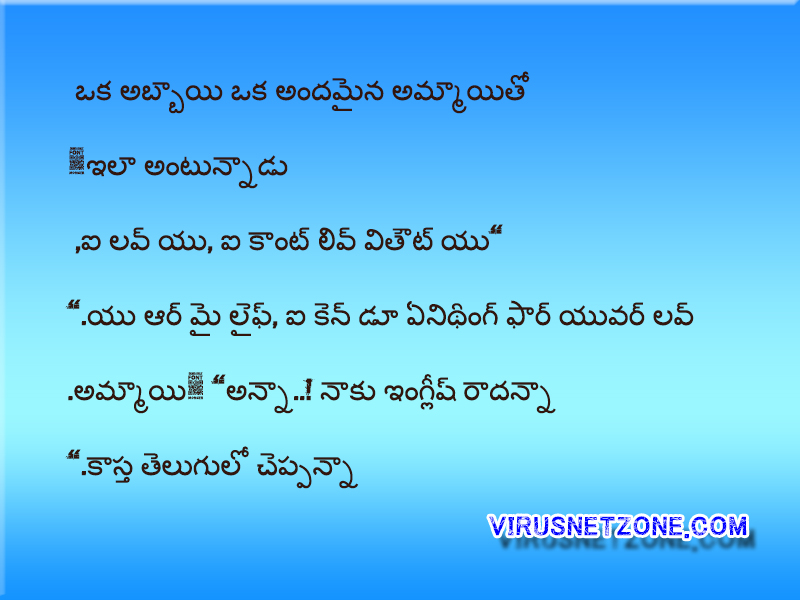 ఒక అబ్బాయి ఒక అందమైన అమ్మాయితో
ఇలా అంటున్నాడు
,ఐ లవ్ యు, ఐ కాంట్ లివ్ వితౌట్ యు“
“.యు ఆర్ మై లైఫ్, ఐ కెన్ డూ ఏనిథింగ్ ఫార్ యువర్ లవ్
.అమ్మాయి “అన్నా..! నాకు ఇంగ్లీష్ రాదన్నా
“.కాస్త తెలుగులో చెప్పన్నా
VIRUSNETZONE.COM